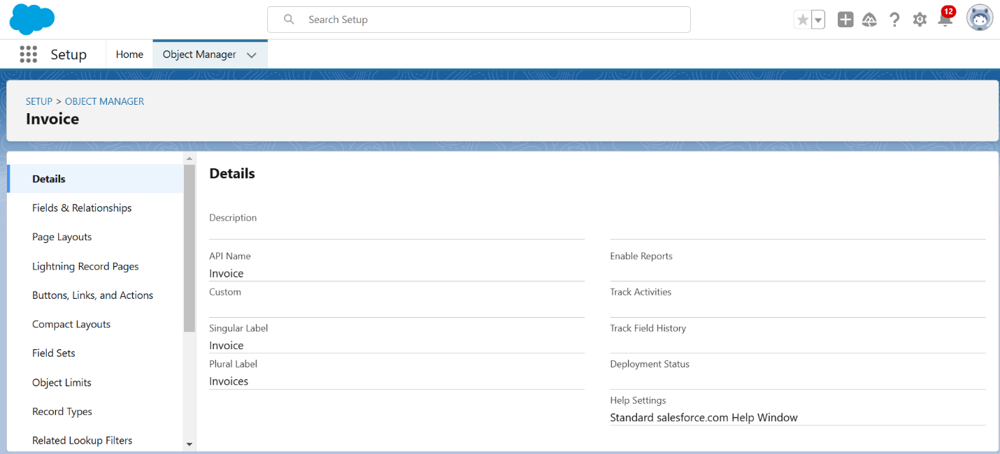 Search Setup
12
Setup
Home
Object Manager
SETUP > OBJECT MANAGER
Invoice
Details
Fields & Relationships
Page Layouts
Lightning Record Pages
Buttons, Links, and Actions
Compact Layouts
Field Sets
Object Limits
Record Types
Related Lookup Filters
Details
Description
API Name
Invoice
Custom
Singular Label
Invoice
Plural Label
Invoices
Enable Reports
Track Activities
Track Field History
Deployment Status
Help Settings
Standard salesforce.com Help Window